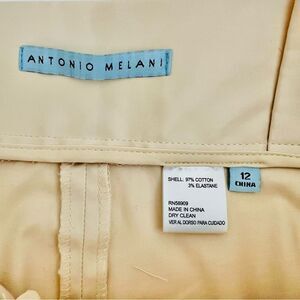 ANTONIO MELANI
SHELL: 97% COTTON
3% ELASTANE
RN58909
MADE IN CHINA
DRY CLEAN
VER AL DORSO PARA CUIDADO
12
CHINA